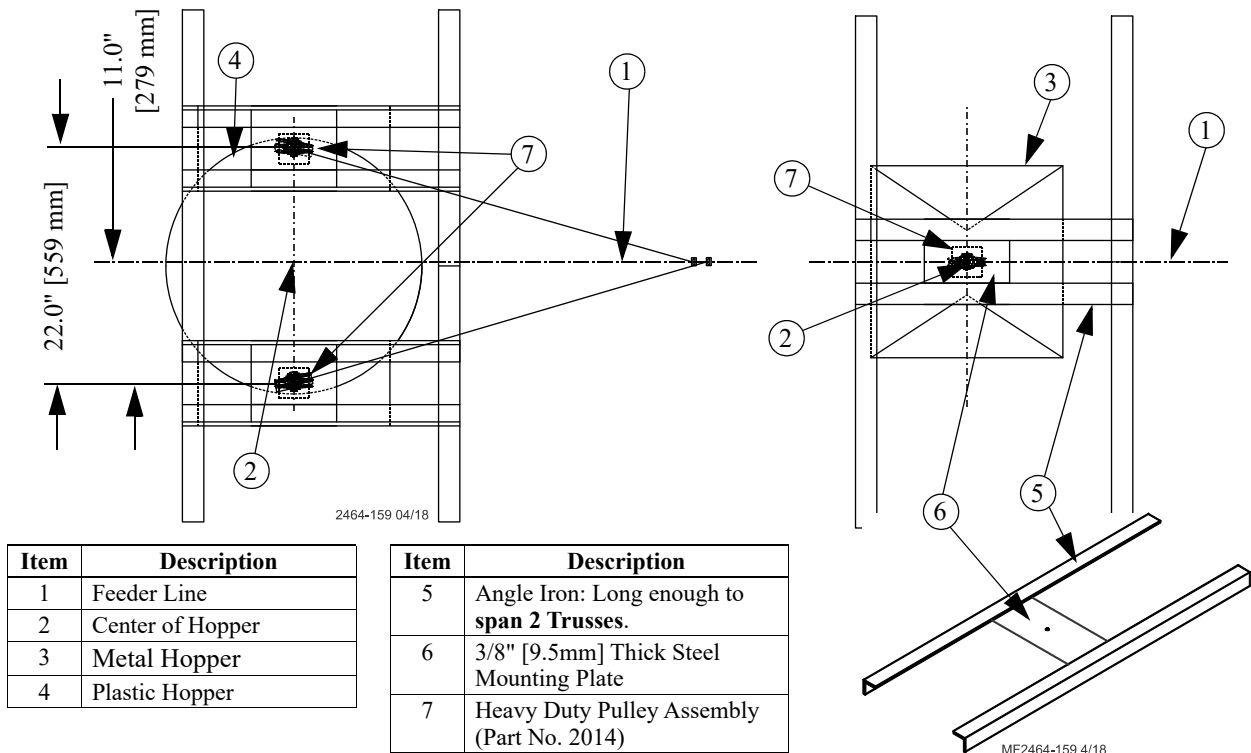 11.0"
[279 mm]
22.0" [559 mm]
4
7
1
2
2464-159 04/18
3
1
7
2
6
5
Item Description
1 Feeder Line
2 Center of Hopper
3 Metal Hopper
4 Plastic Hopper
Item Description
5 Angle Iron: Long enough to
span 2 Trusses.
6 3/8" [9.5mm] Thick Steel
Mounting Plate
7 Heavy Duty Pulley Assembly
(Part No. 2014)
MF2464-159 4/18